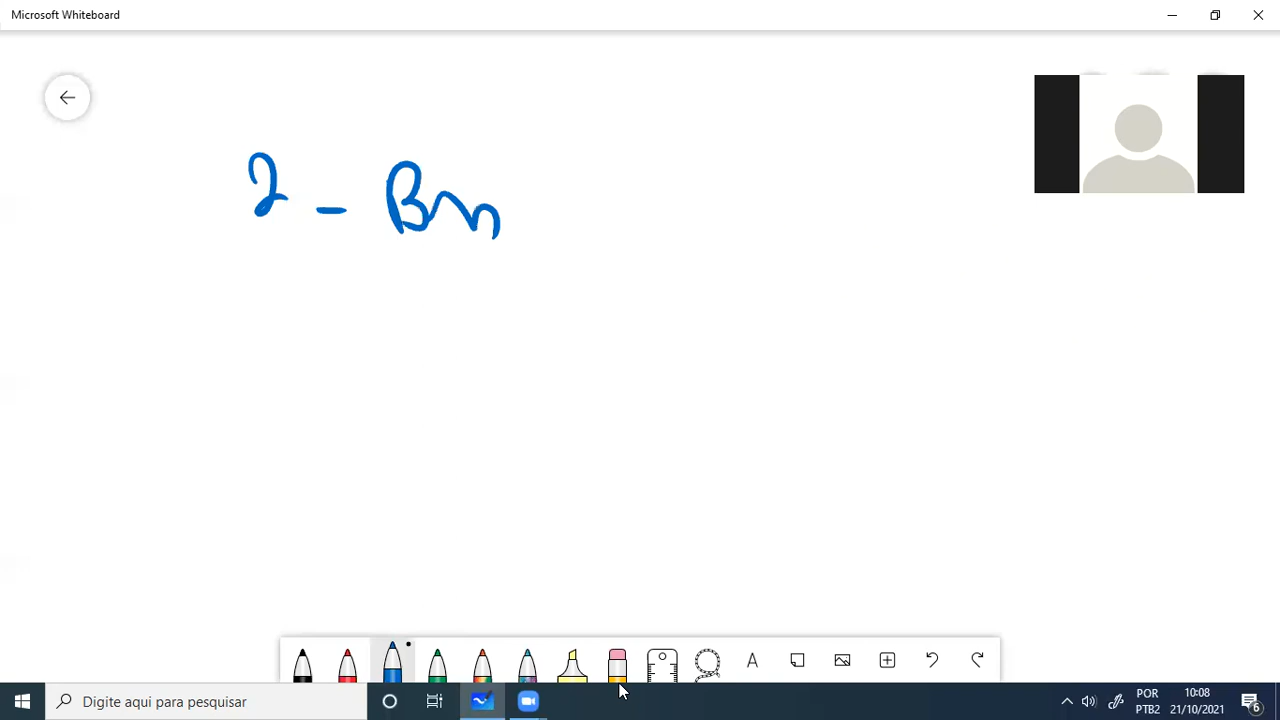 Microsoft Whiteboard
2 - Bm
A
Digite aqui para pesquisar
POR
PTB2
10:08
21/10/2021
6